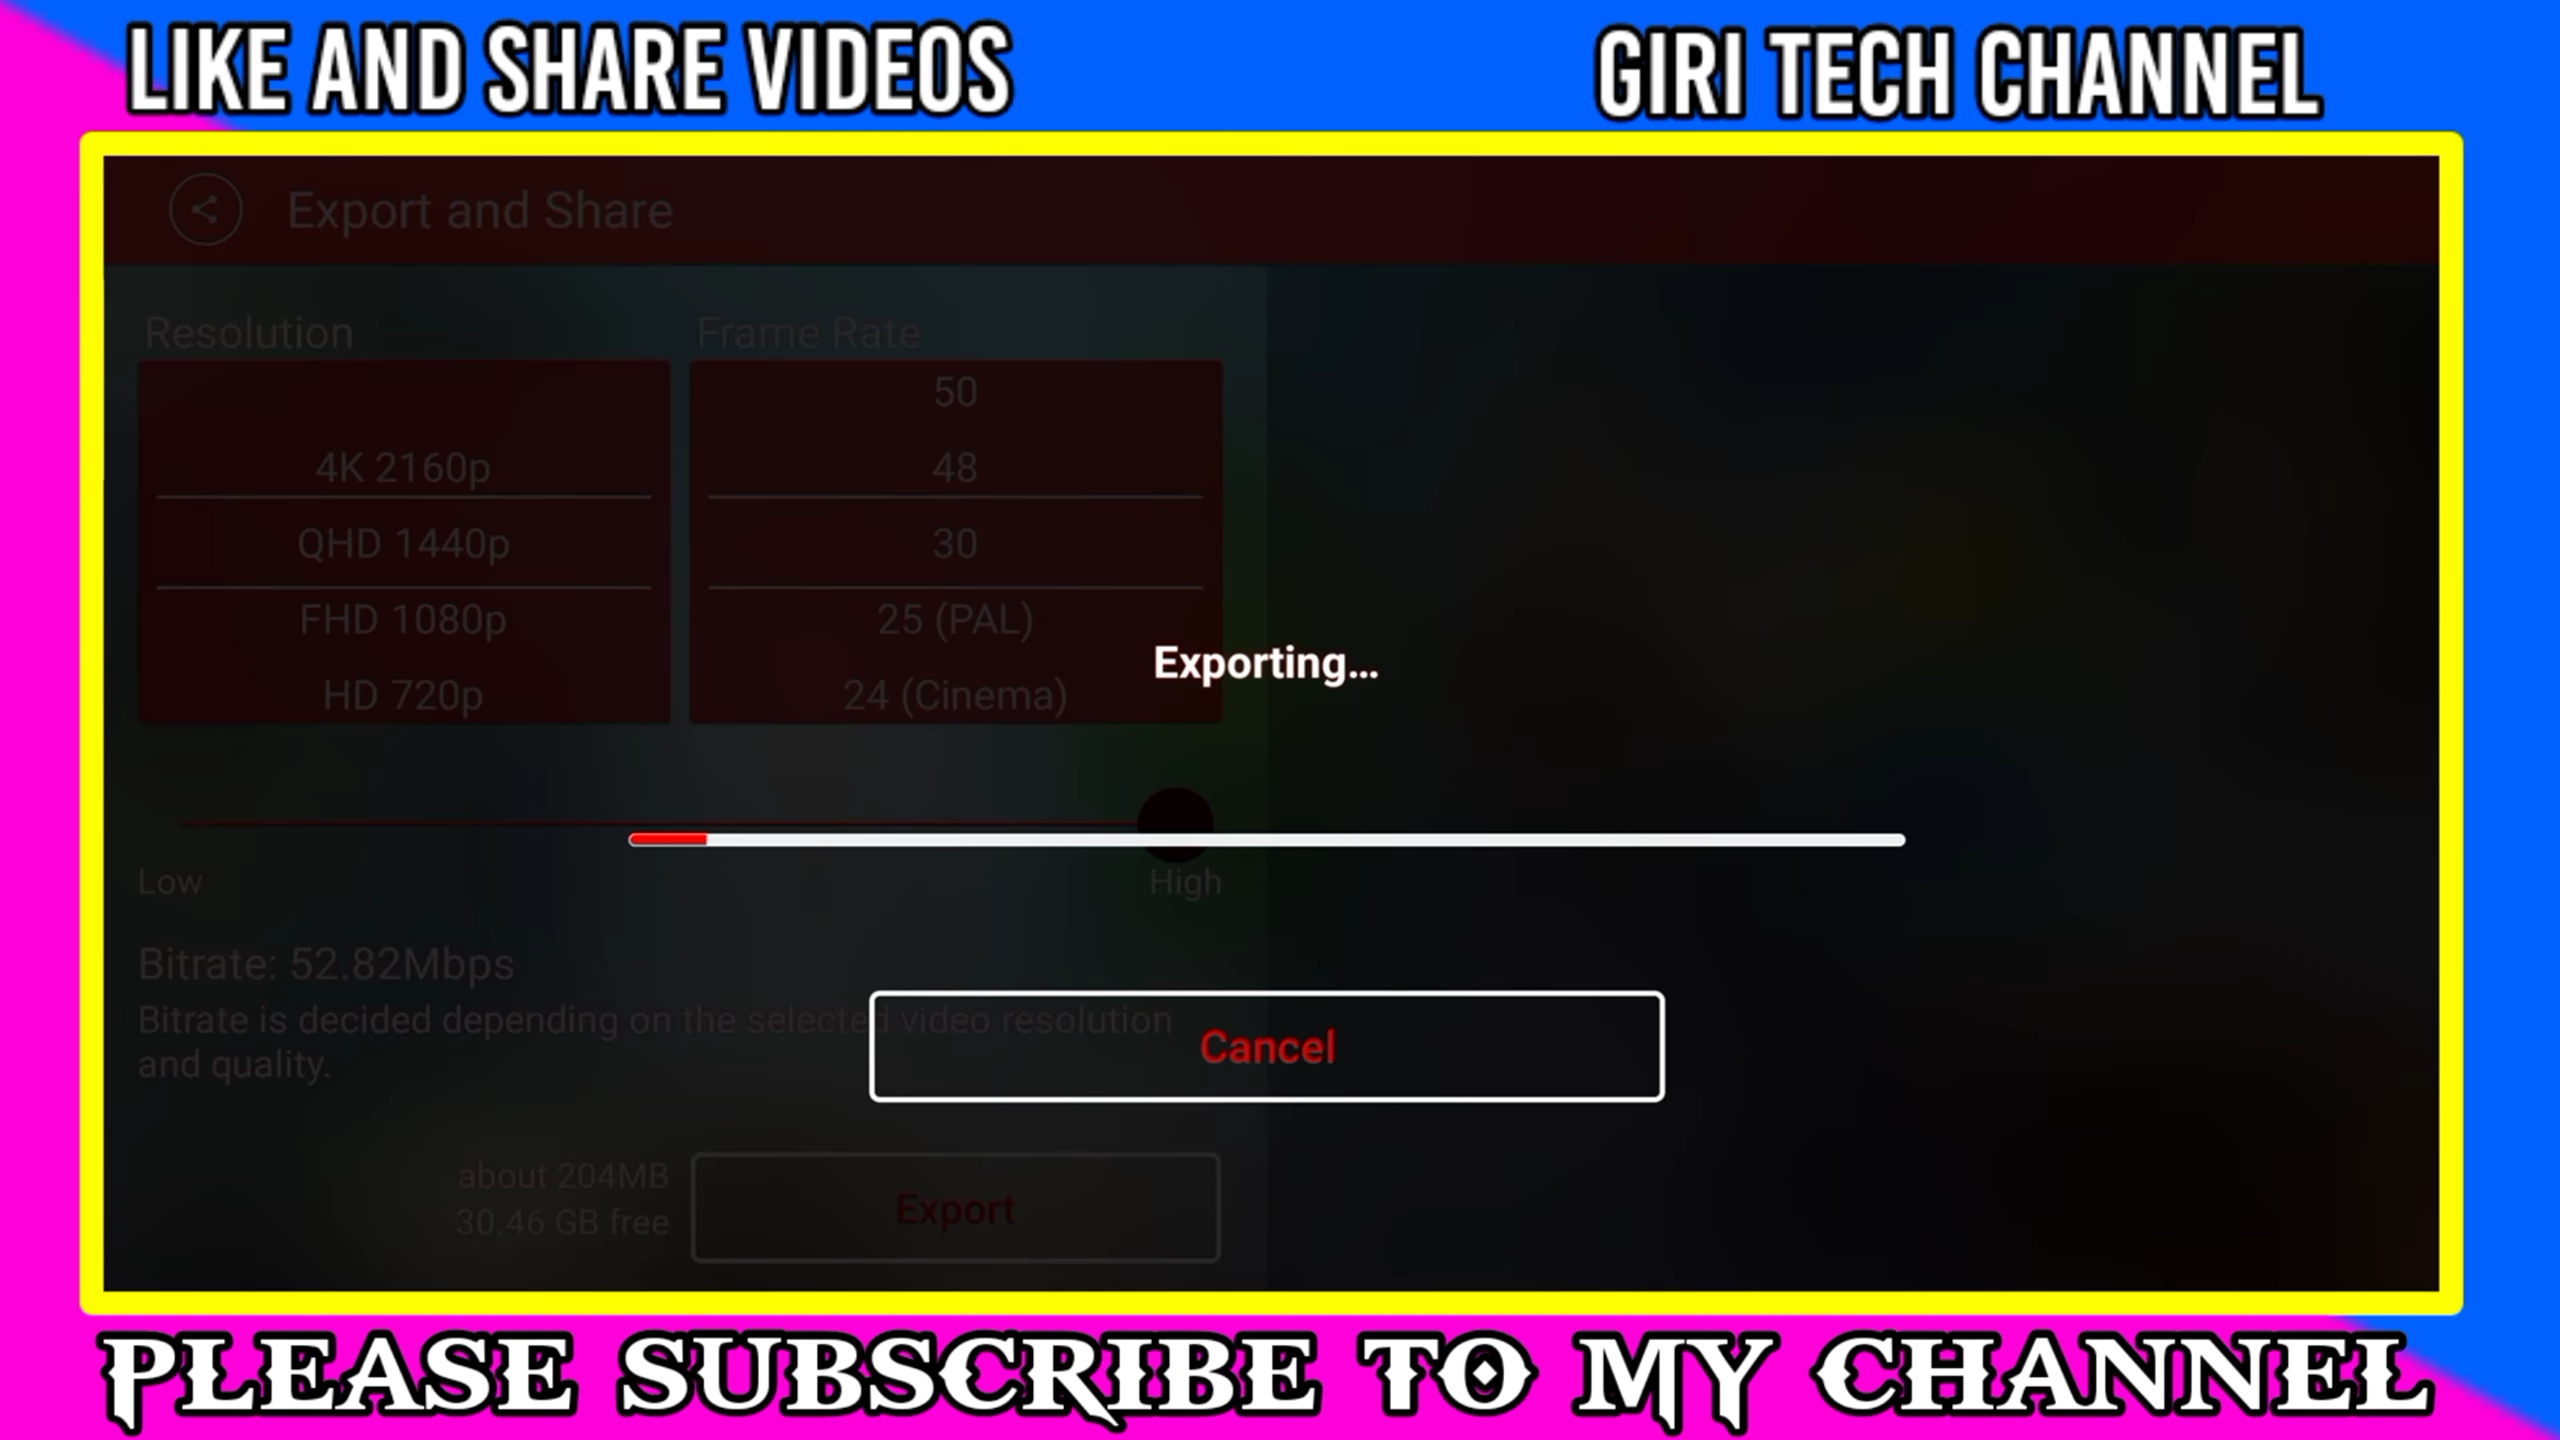 LIKE AND SHARE VIDEOS
GIRI TECH CHANNEL
Export and Share
Resolution
Frame Rate
4K 2160p
QHD 1440p
FHD 1080p
HD 720p
50
48
30
25 (PAL)
24 (Cinema)
Exporting...
Low
High
Bitrate: 52.82Mbps
Bitrate is decided depending on the selected video resolution
and quality.
Cancel
about 204MB
30.46 GB free
Export
PLEASE SUBSCRIBE TO MY CHANNEL